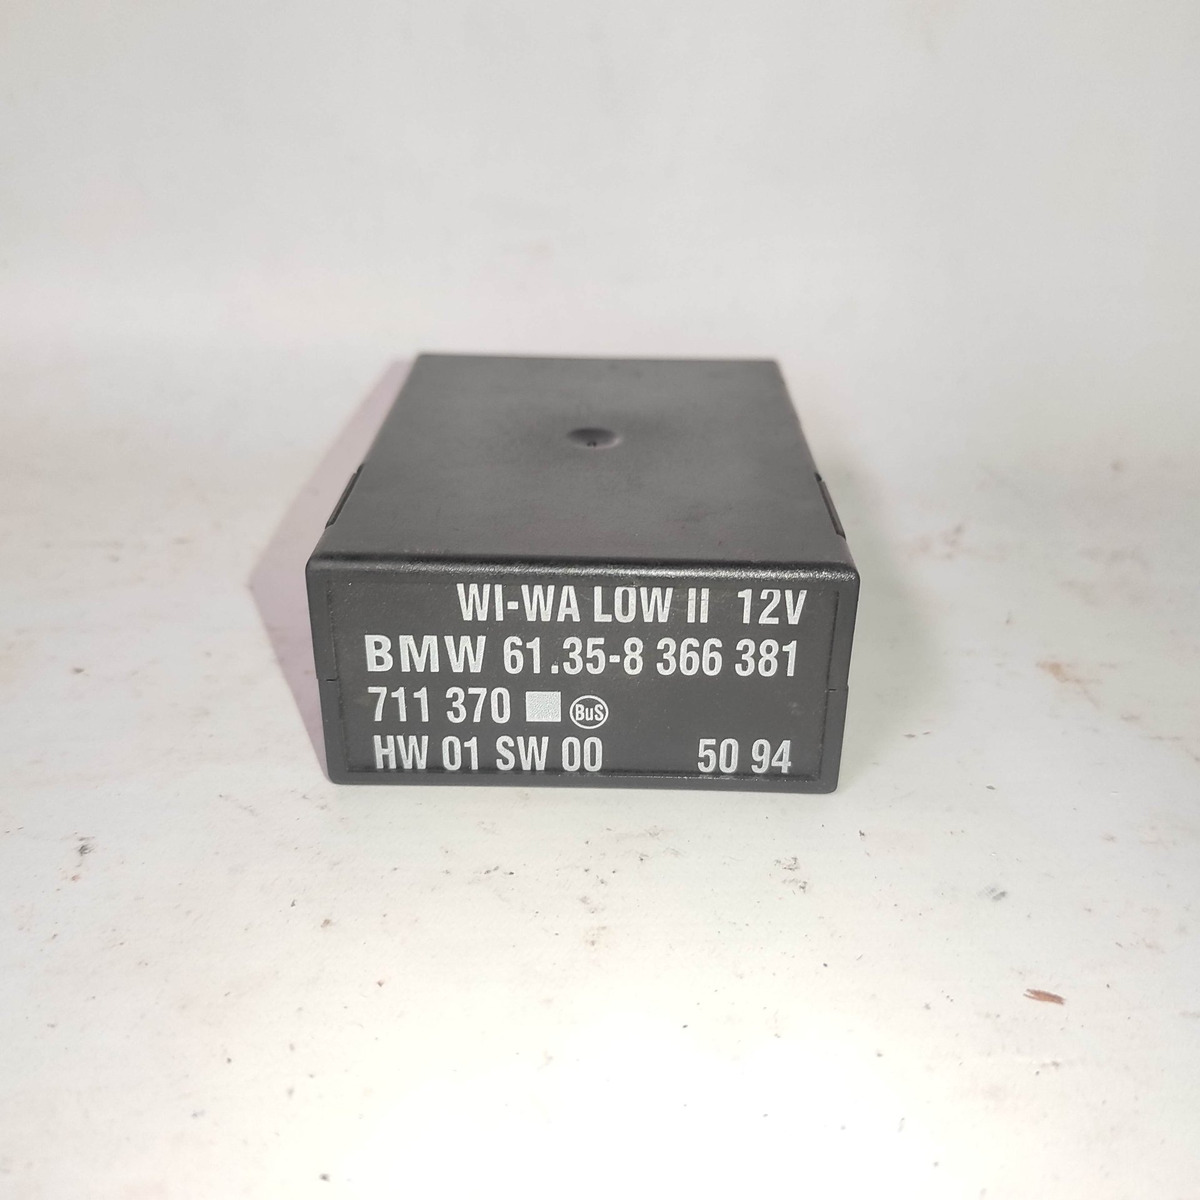 WI-WA LOW II 12V
BMW 61.35-8 366 381
711 370 BuS
HW 01 SW 00 50 94